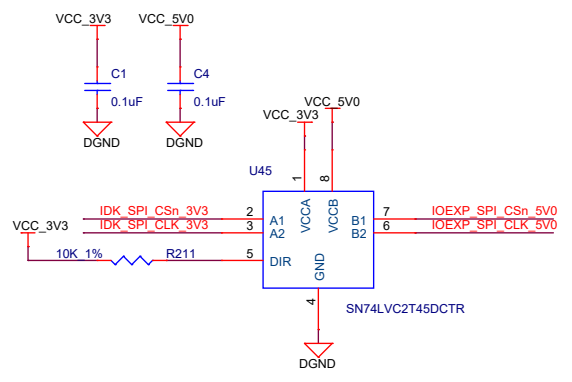 VCC_3V3 VCC_5V0
C1 C4
0.1uF 0.1uF
DGND DGND
VCC_5V0
VCC_3V3
U45
1 8
VCCA VCCB
IDK_SPI_CSn_3V3 2 A1 B1 7 IOEXP_SPI_CSn_5V0
IDK_SPI_CLK_3V3 3 A2 B2 6 IOEXP_SPI_CLK_5V0
VCC_3V3
10K_1% R211 5 DIR
GND
4
SN74LVC2T45DCTR
DGND